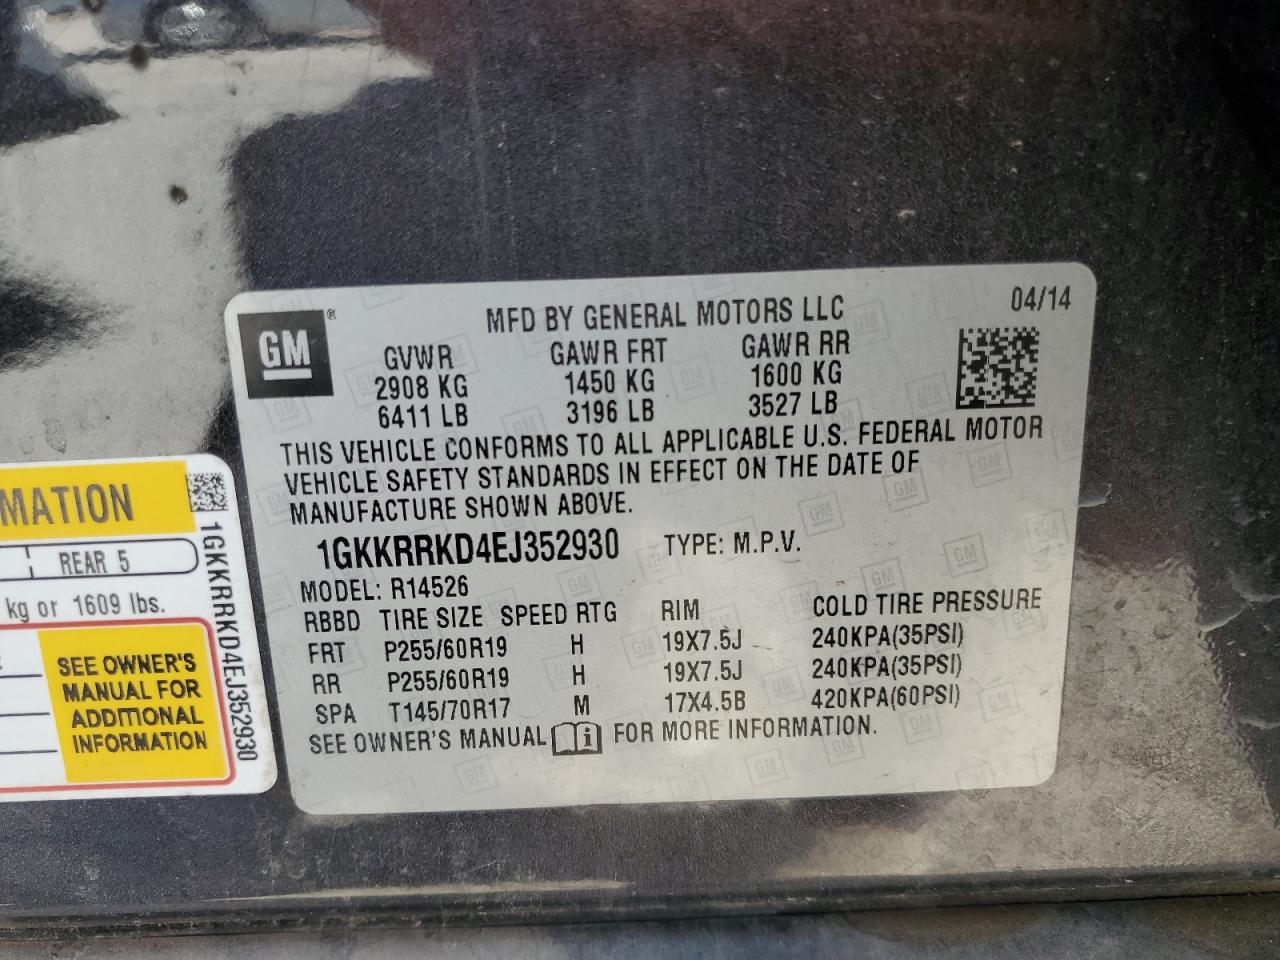 GM
®
MFD BY GENERAL MOTORS LLC
04/14
GVWR GAWR FRT GAWR RR
2908 KG 1450 KG 1600 KG
6411 LB 3196 LB 3527 LB
THIS VEHICLE CONFORMS TO ALL APPLICABLE U.S. FEDERAL MOTOR
VEHICLE SAFETY STANDARDS IN EFFECT ON THE DATE OF
MANUFACTURE SHOWN ABOVE.
1GKKRRKD4EJ352930 TYPE: M.P.V.
MODEL: R14526
RBBD TIRE SIZE SPEED RTG RIM COLD TIRE PRESSURE
FRT P255/60R19 H 19X7.5J 240KPA(35PSI)
RR P255/60R19 H 19X7.5J 240KPA(35PSI)
SPA T145/70R17 M 17X4.5B 420KPA(60PSI)
SEE OWNER'S MANUAL i FOR MORE INFORMATION.
MATION
REAR 5
kg or 1609 lbs.
SEE OWNER'S
MANUAL FOR
ADDITIONAL
INFORMATION
1GKKRRKD4EJ352930